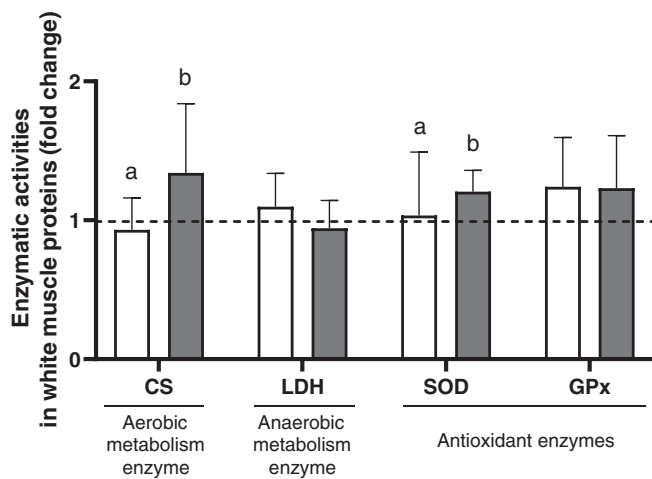 Enzymatic activities
in white muscle proteins (fold change)
2
1
0
a
b
a
b
CS
LDH
SOD
GPx
Aerobic
metabolism
enzyme
Anaerobic
metabolism
enzyme
Antioxidant enzymes